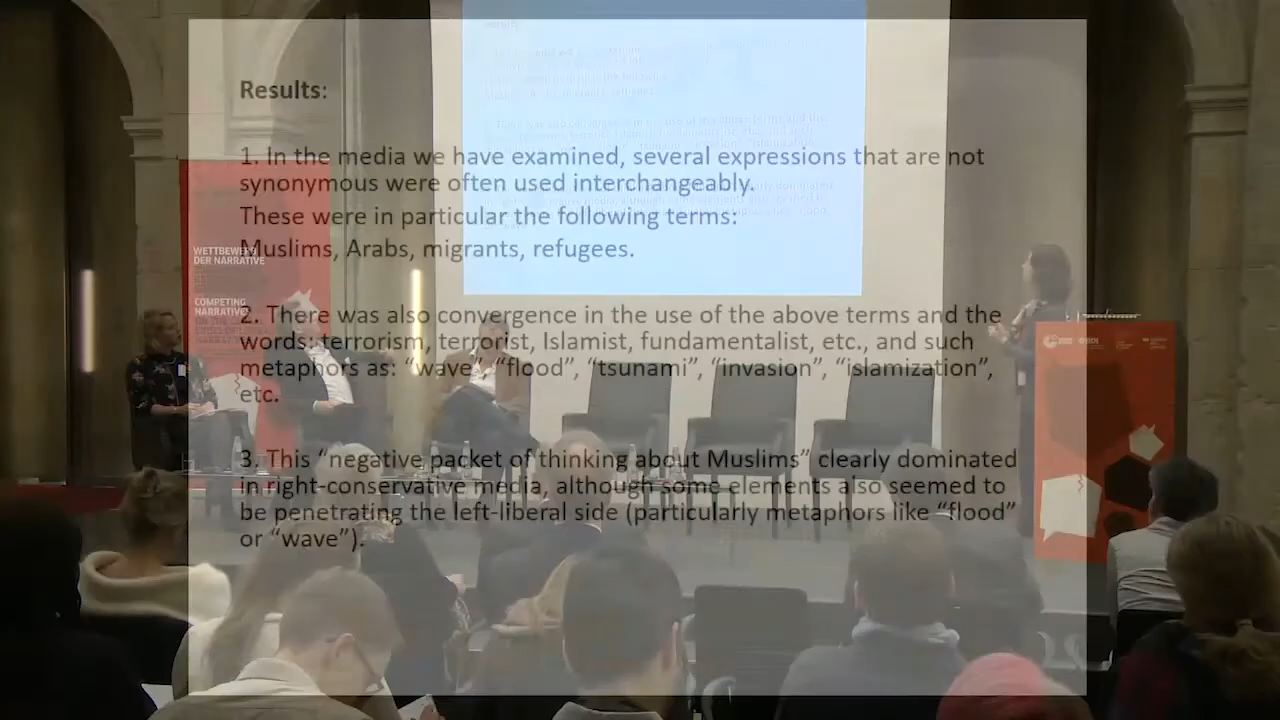 Results:
1. In the media we have examined, several expressions that are not
synonymous were often used interchangeably.
These were in particular the following terms:
Muslims, Arabs, migrants, refugees.
2. There was also convergence in the use of the above terms and the
words: terrorism, terrorist, Islamist, fundamentalist, etc., and such
metaphors as: “wave”, “flood”, “tsunami”, “invasion”, “islamization”,
etc.
3. This “negative packet of thinking about Muslims” clearly dominated
in right-conservative media, although some elements also seemed to
be penetrating the left-liberal side (particularly metaphors like “flood”
or “wave”).
WETTBEWERB
DER NARRATIVE
COMPETING
NARRATIVES